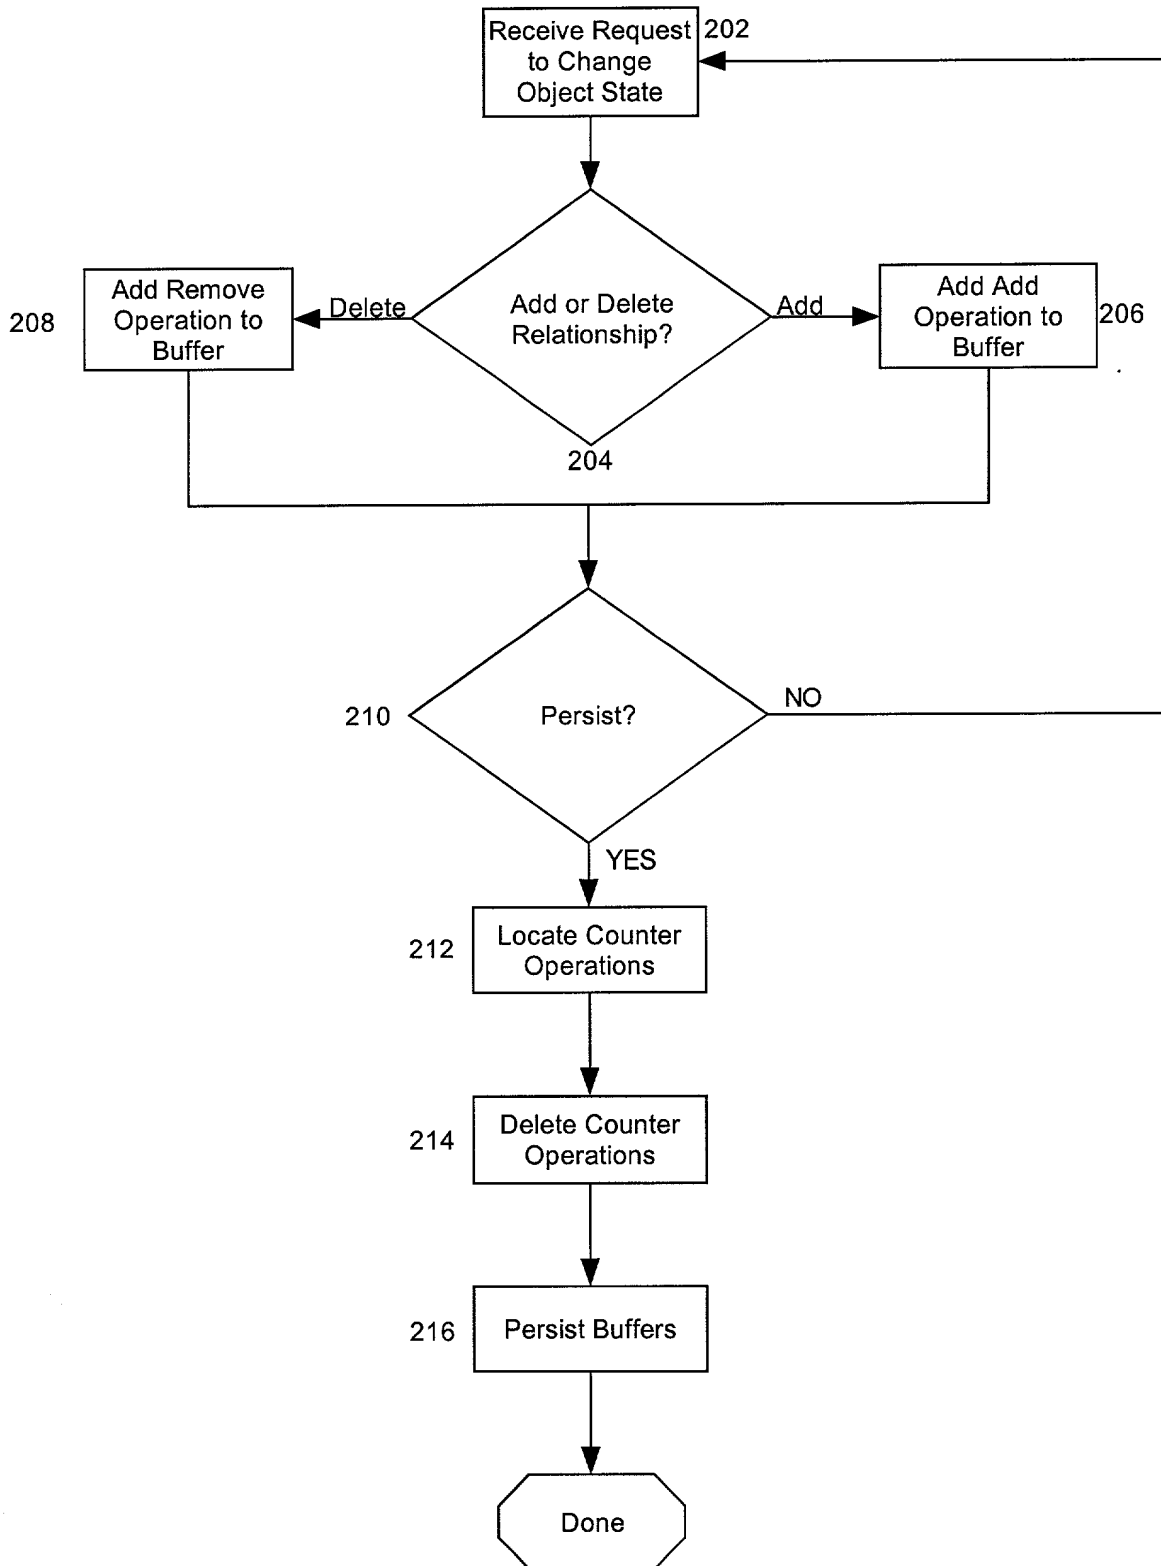 Receive Request
to Change
Object State
202
Add Remove
Operation to
Buffer
208
Delete
Add or Delete
Relationship?
204
Add
Add Add
Operation to
Buffer
206
210
Persist?
NO
YES
212
Locate Counter
Operations
214
Delete Counter
Operations
216
Persist Buffers
Done